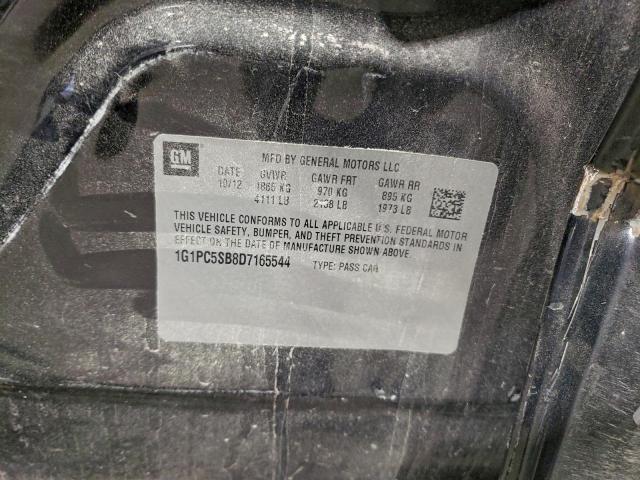 GM
MFD BY GENERAL MOTORS LLC
DATE GVWR GAWR FRT GAWR RR
10/12 1865 KG 970 KG 895 KG
4111 LB 2138 LB 1973 LB
THIS VEHICLE CONFORMS TO ALL APPLICABLE U.S. FEDERAL MOTOR
VEHICLE SAFETY, BUMPER, AND THEFT PREVENTION STANDARDS IN
EFFECT ON THE DATE OF MANUFACTURE SHOWN ABOVE.
1G1PC5SB8D7165544 TYPE: PASS CAR